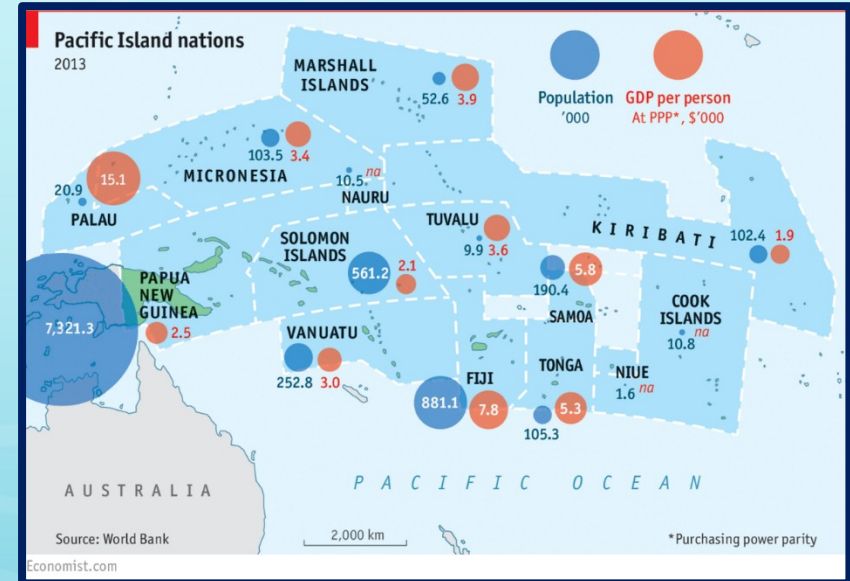 Pacific Island nations
2013
Population
'000
GDP per person
At PPP*, $'000
MARSHALL
ISLANDS
52.6 3.9
103.5 3.4
MICRONESIA
15.1
20.9
PALAU
10.5 na
NAURU
TUVALU
9.9 3.6
KIRIBATI
102.4 1.9
SOLOMON
ISLANDS
561.2 2.1
PAPUA
NEW
GUINEA
7,321.3
2.5
190.4 5.8
SAMOA
COOK
ISLANDS
na
10.8
VANUATU
252.8 3.0
FIJI
881.1 7.8
TONGA
105.3 5.3
NIUE
1.6 na
AUSTRALIA
PACIFIC OCEAN
Source: World Bank
2,000 km
*Purchasing power parity
Economist.com